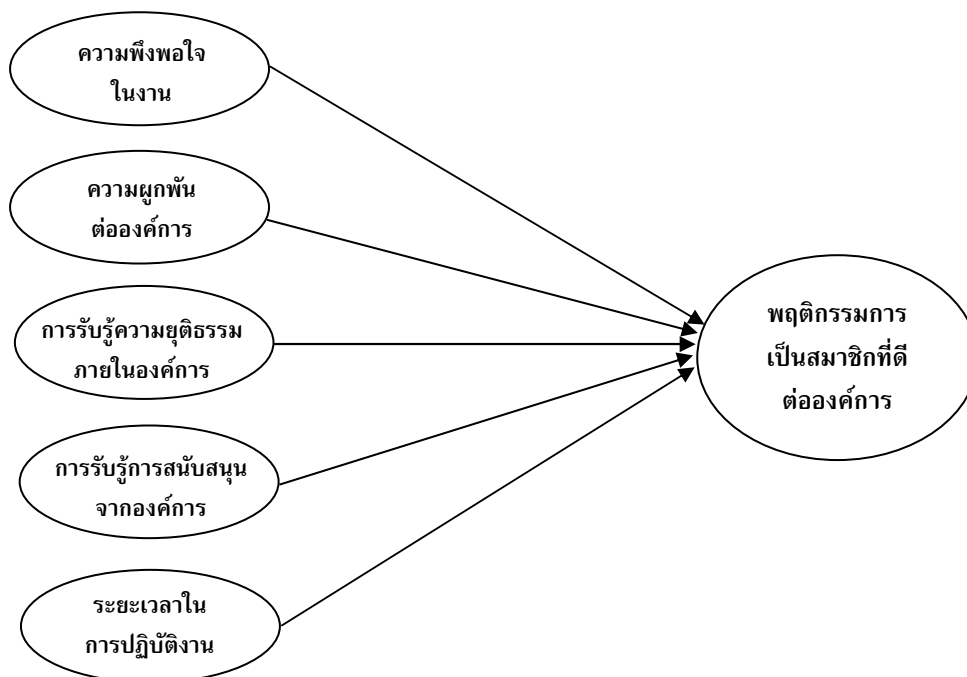 ความพึงพอใจ
ในงาน
ความผูกพัน
ต่อองค์การ
การรับรู้ความยุติธรรม
ภายในองค์การ
การรับรู้การสนับสนุน
จากองค์การ
ระยะเวลาใน
การปฏิบัติงาน
พฤติกรรมการ
เป็นสมาชิกที่ดี
ต่อองค์การ